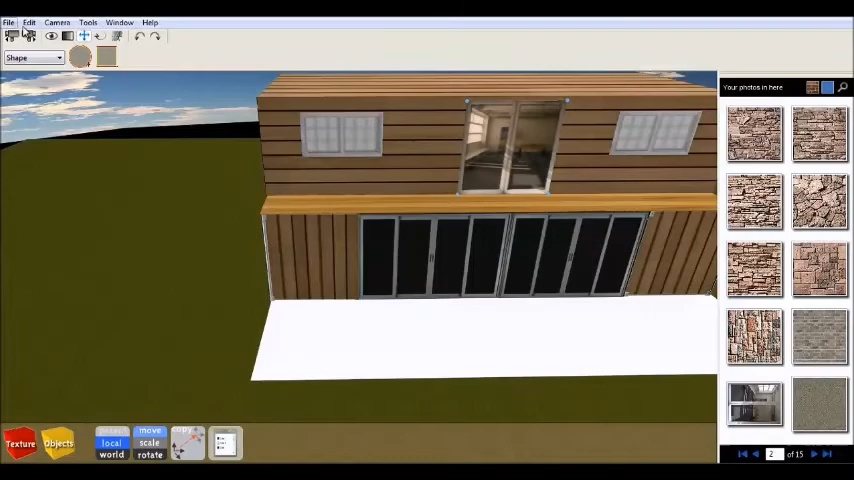 File Edit Camera Tools Window Help
Shape
Your photos in here
Texture
Objects
local
world
move
scale
rotate
copy
2 of 15